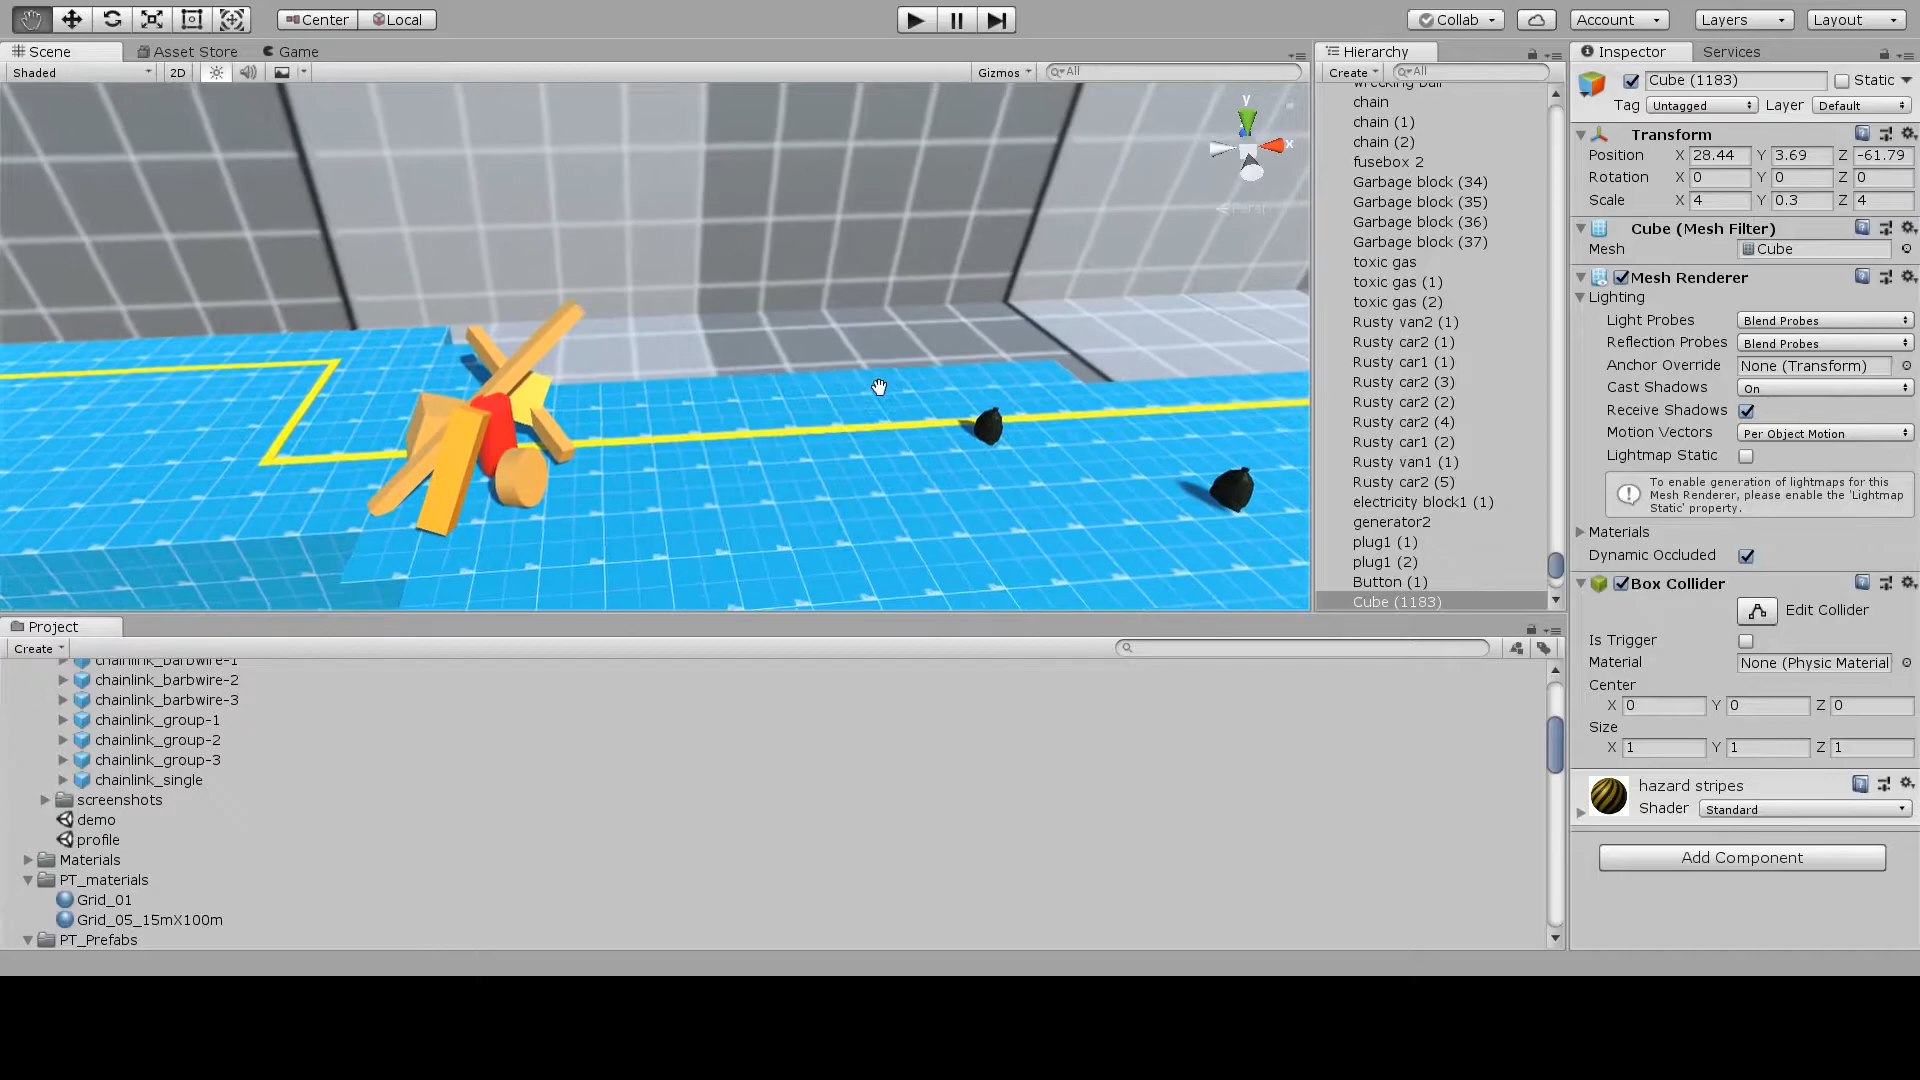 Center Local Collab Account Layers Layout
Scene Asset Store Game Hierarchy Inspector Services
Shaded 2D Gizmos All Create All
Cube (1183) Static
Tag Untagged Layer Default
Transform
Position X 28.44 Y 3.69 Z -61.79
Rotation X 0 Y 0 Z 0
Scale X 4 Y 0.3 Z 4
Cube (Mesh Filter)
Mesh Cube
Mesh Renderer
Lighting
Light Probes Blend Probes
Reflection Probes Blend Probes
Anchor Override None (Transform)
Cast Shadows On
Receive Shadows
Motion Vectors Per Object Motion
Lightmap Static
To enable generation of lightmaps for this
Mesh Renderer, please enable the 'Lightmap
Static' property.
Materials
Dynamic Occluded
Box Collider
Edit Collider
Is Trigger
Material None (Physic Material
Center
X 0 Y 0 Z 0
Size
X 1 Y 1 Z 1
hazard stripes
Shader Standard
Add Component
y
x
Persp
wrecking ball
chain
chain (1)
chain (2)
fusebox 2
Garbage block (34)
Garbage block (35)
Garbage block (36)
Garbage block (37)
toxic gas
toxic gas (1)
toxic gas (2)
Rusty van2 (1)
Rusty car2 (1)
Rusty car1 (1)
Rusty car2 (3)
Rusty car2 (2)
Rusty car2 (4)
Rusty car1 (2)
Rusty van1 (1)
Rusty car2 (5)
electricity block1 (1)
generator2
plug1 (1)
plug1 (2)
Button (1)
Cube (1183)
Project
Create
chainlink_barbwire-1
chainlink_barbwire-2
chainlink_barbwire-3
chainlink_group-1
chainlink_group-2
chainlink_group-3
chainlink_single
screenshots
demo
profile
Materials
PT_materials
Grid_01
Grid_05_15mX100m
PT_Prefabs